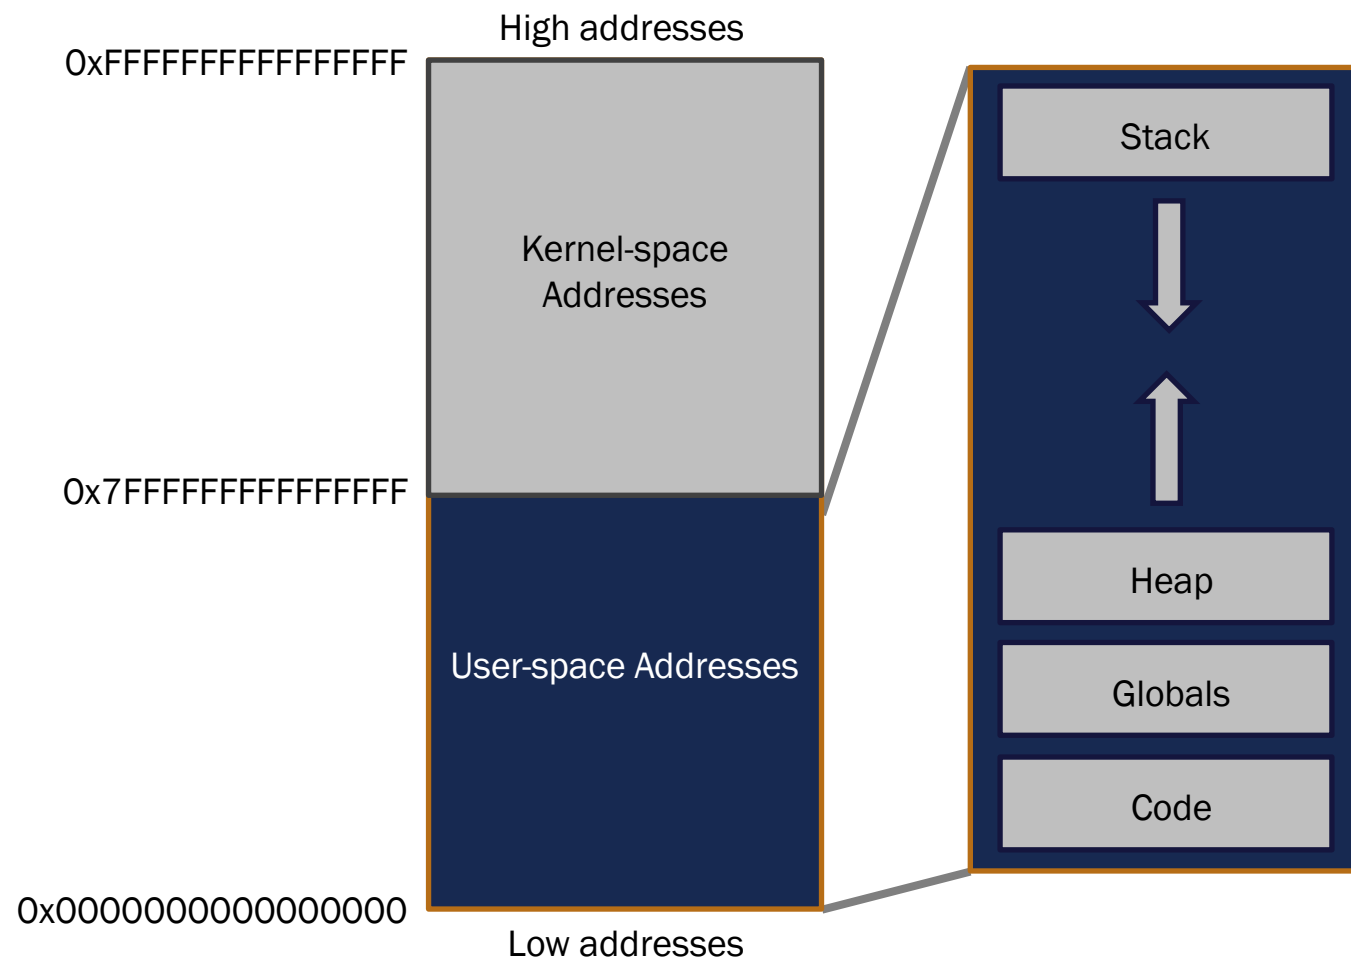 High addresses
0xFFFFFFFFFFFFFFFF
Kernel-space
Addresses
0x7FFFFFFFFFFFFFFF
User-space Addresses
0x0000000000000000
Low addresses
Stack
Heap
Globals
Code